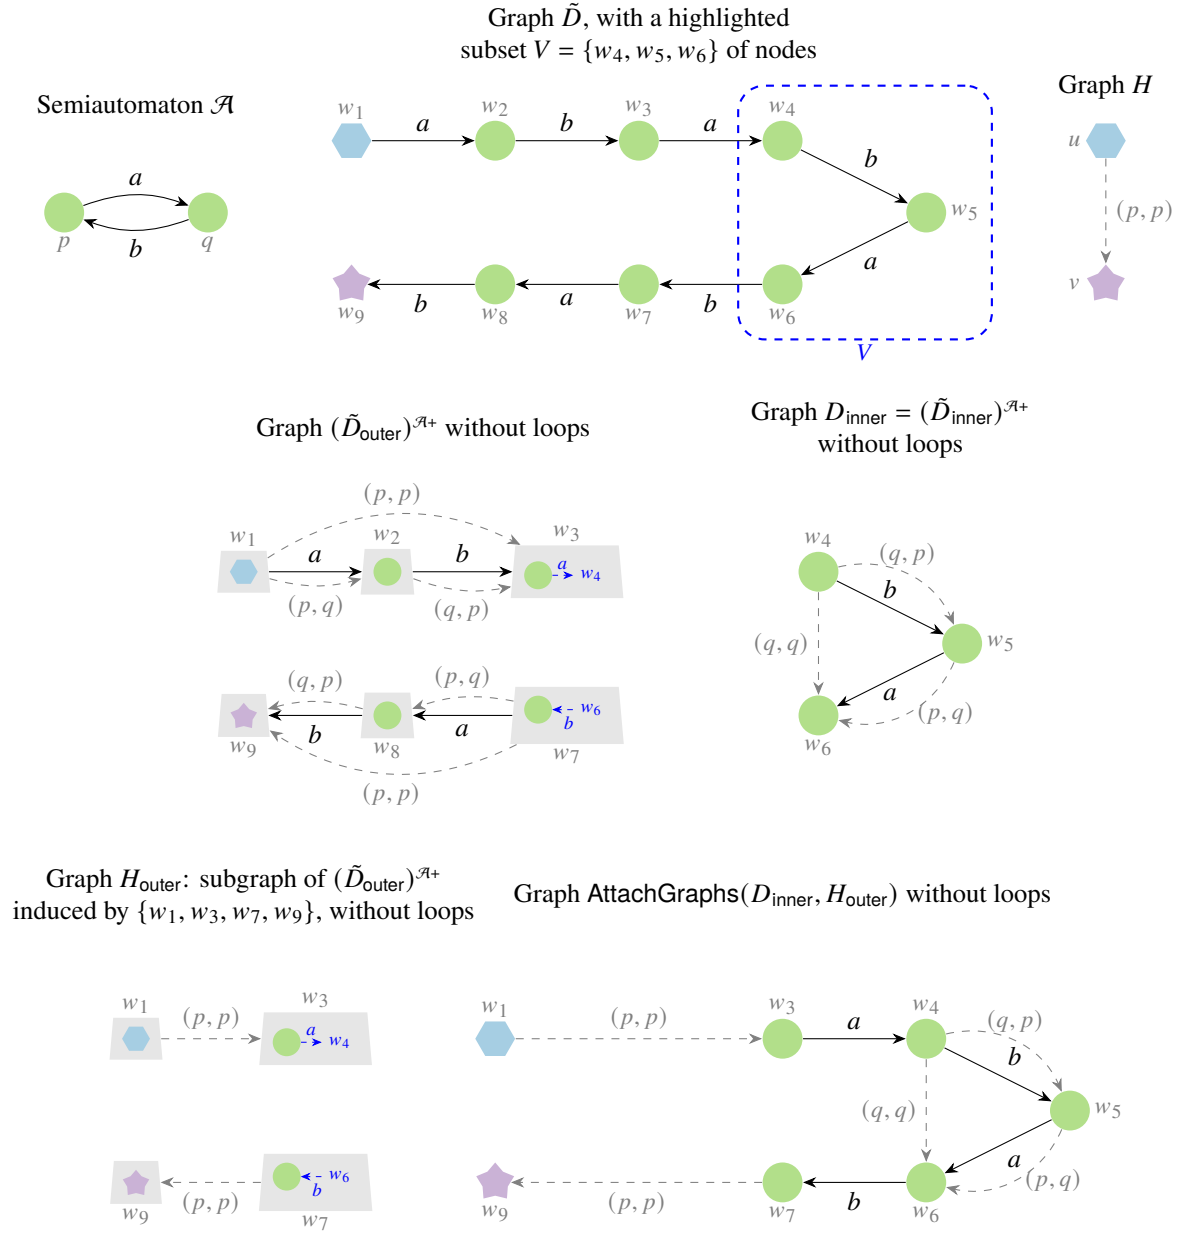 Graph D̃, with a highlighted
subset V = {w₄, w₅, w₆} of nodes
Semiautomaton 𝒜
Graph H
w₁
a
w₂
b
w₃
a
w₄
b
w₅
a
w₆
b
w₇
a
w₈
b
w₉
V
a
p
q
b
u
(p, p)
v
Graph (D̃outer)^𝒜+ without loops
Graph Dinner = (D̃inner)^𝒜+
without loops
(p, p)
w₁
a
w₂
b
w₃
a
w₄
(p, q)
(q, p)
(q, p)
(p, q)
w₆
b
w₉
b
w₈
a
w₇
(p, p)
w₄
(q, p)
b
(q, q)
w₅
a
(p, q)
w₆
Graph Houter: subgraph of (D̃outer)^𝒜+
induced by {w₁, w₃, w₇, w₉}, without loops
Graph AttachGraphs(Dinner, Houter) without loops
w₁
(p, p)
w₃
a
w₄
w₆
b
w₉
(p, p)
w₇
w₁
(p, p)
w₃
a
w₄
(q, p)
b
(q, q)
w₅
a
(p, q)
w₉
(p, p)
w₇
b
w₆